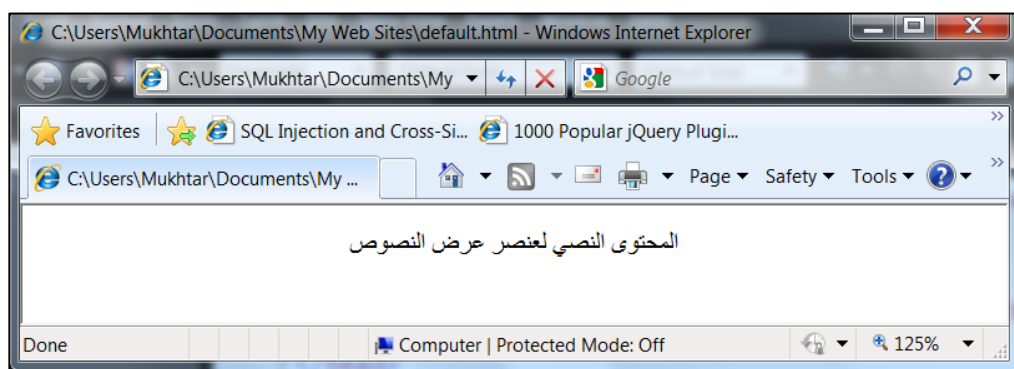 C:\Users\Mukhtar\Documents\My Web Sites\default.html - Windows Internet Explorer
C:\Users\Mukhtar\Documents\My Google
Favorites SQL Injection and Cross-Si... 1000 Popular jQuery Plugi...
C:\Users\Mukhtar\Documents\My ... Page Safety Tools
المحتوى النصي لعنصر عرض النصوص
Done Computer | Protected Mode: Off 125%